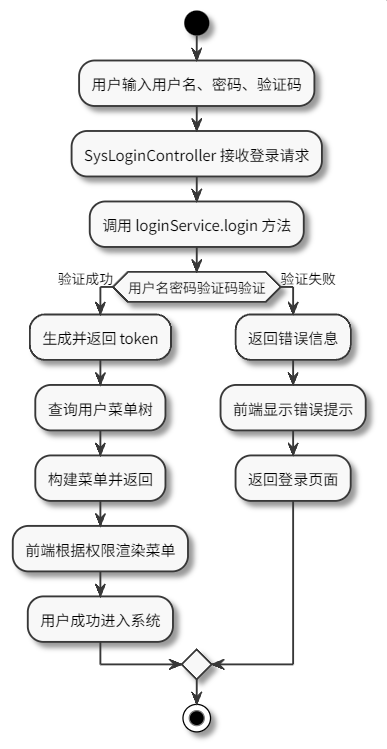 用户输入用户名、密码、验证码
SysLoginController 接收登录请求
调用 loginService.login 方法
验证成功
用户名密码验证码验证
验证失败
生成并返回 token
查询用户菜单树
构建菜单并返回
前端根据权限渲染菜单
用户成功进入系统
返回错误信息
前端显示错误提示
返回登录页面